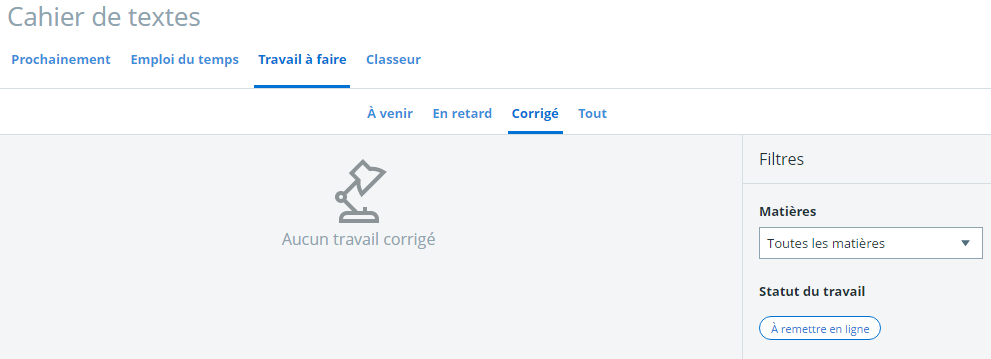 Cahier de textes
Prochainement Emploi du temps Travail à faire Classeur
À venir En retard Corrigé Tout
Aucun travail corrigé
Filtres
Matières
Toutes les matières
Statut du travail
À remettre en ligne